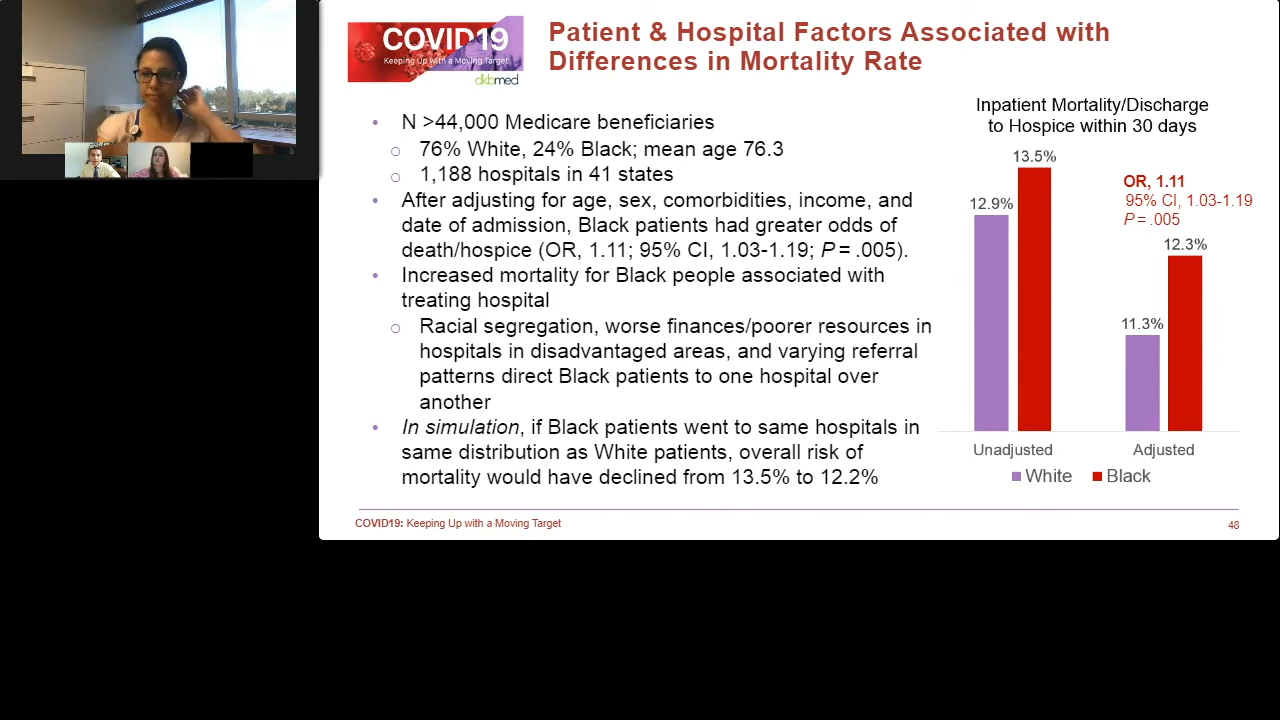 COVID19
Keeping Up with a Moving Target
dkbmed
Patient & Hospital Factors Associated with
Differences in Mortality Rate
• N >44,000 Medicare beneficiaries
o 76% White, 24% Black; mean age 76.3
o 1,188 hospitals in 41 states
• After adjusting for age, sex, comorbidities, income, and
date of admission, Black patients had greater odds of
death/hospice (OR, 1.11; 95% CI, 1.03-1.19; P = .005).
• Increased mortality for Black people associated with
treating hospital
o Racial segregation, worse finances/poorer resources in
hospitals in disadvantaged areas, and varying referral
patterns direct Black patients to one hospital over
another
• In simulation, if Black patients went to same hospitals in
same distribution as White patients, overall risk of
mortality would have declined from 13.5% to 12.2%
Inpatient Mortality/Discharge
to Hospice within 30 days
13.5%
12.9%
OR, 1.11
95% CI, 1.03-1.19
P = .005
12.3%
11.3%
Unadjusted Adjusted
White Black
COVID19: Keeping Up with a Moving Target
48